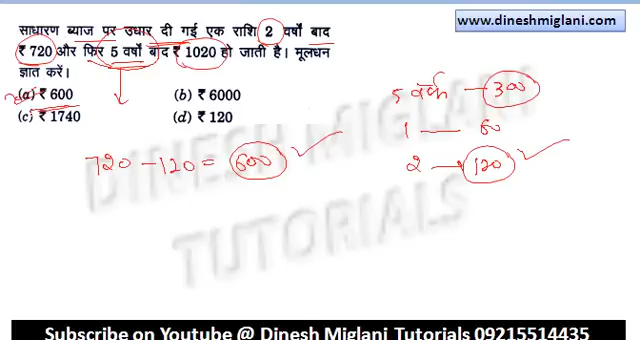 www.dineshmiglani.com
साधारण ब्याज पर उधार दी गई एक राशि 2 वर्षों बाद
₹ 720 और फिर 5 वर्षों बाद ₹ 1020 हो जाती है। मूलधन
ज्ञात करें।
(a) ₹ 600 (b) ₹ 6000
(c) ₹ 1740 (d) ₹ 120
5 वर्ष — 300
1 — 60
2 → 120
720 - 120 = 600
DINESH MIGLANI
TUTORIALS
Subscribe on Youtube @ Dinesh Miglani Tutorials 09215514435